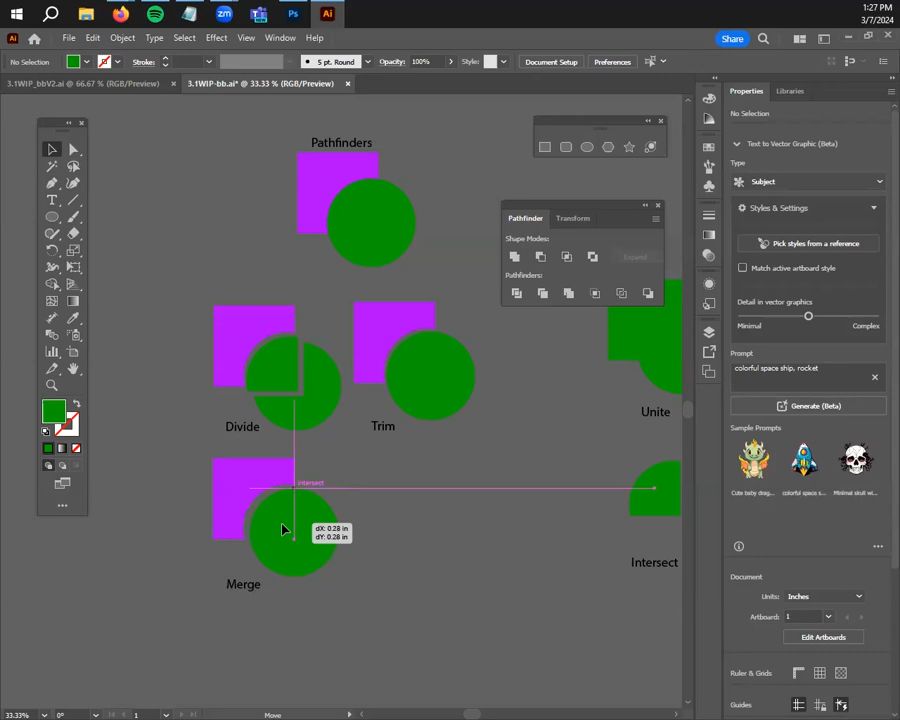 1:27 PM
3/7/2024
Ps
Ai
Ai
File Edit Object Type Select Effect View Window Help
Share
No Selection
Stroke:
5 pt. Round
Opacity: 100%
Style:
Document Setup
Preferences
3.1WIP_bbV2.ai @ 66.67 % (RGB/Preview) ×
3.1WIP-bb.ai* @ 33.33 % (RGB/Preview) ×
Properties Libraries
No Selection
Text to Vector Graphic (Beta)
Type
Subject
Styles & Settings
Pick styles from a reference
Match active artboard style
Detail in vector graphics
Minimal Complex
Prompt
colorful space ship, rocket
Generate (Beta)
Sample Prompts
Cute baby drag...
colorful space s...
Minimal skull wi...
Document
Units: Inches
Artboard: 1
Edit Artboards
Ruler & Grids
Guides
Pathfinder Transform
Shape Modes:
Expand
Pathfinders:
Pathfinders
Divide
Trim
Unite
intersect
dX: 0.28 in
dY: 0.28 in
Merge
Intersect
33.33% 0° 1 Move